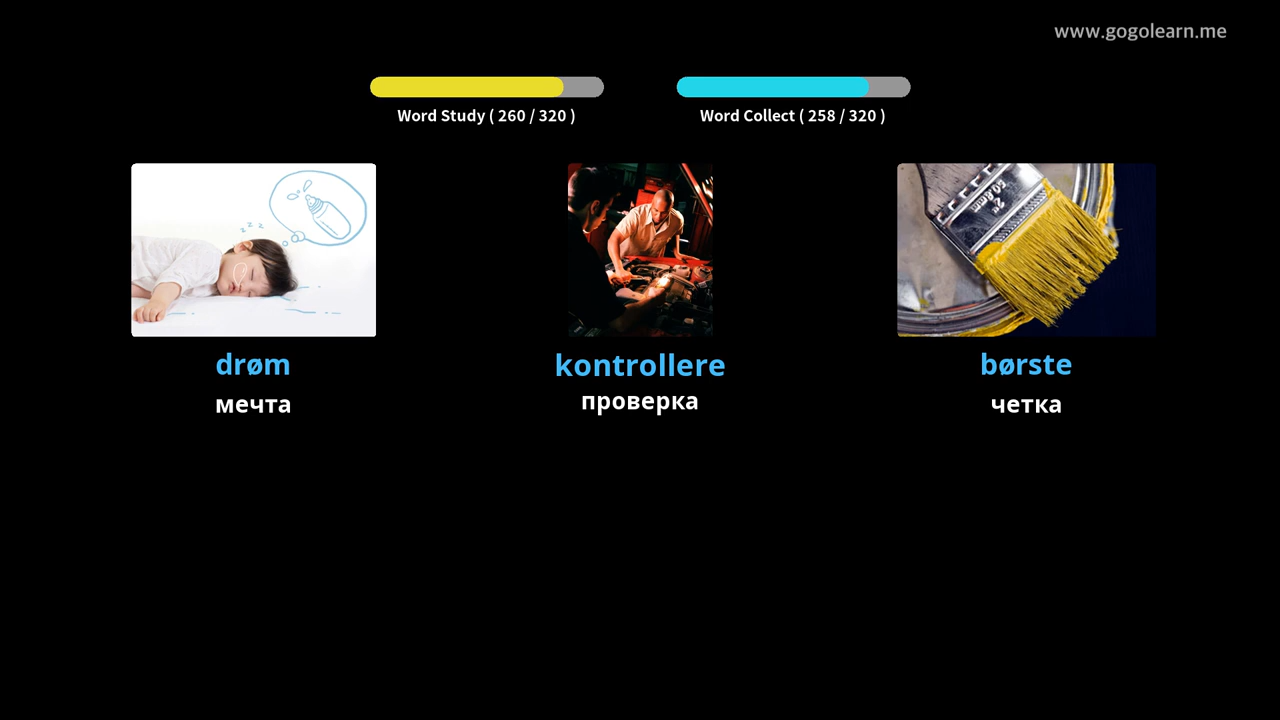 www.gogolearn.me
Word Study ( 260 / 320 )
Word Collect ( 258 / 320 )
drøm
kontrollere
børste
мечта
проверка
четка